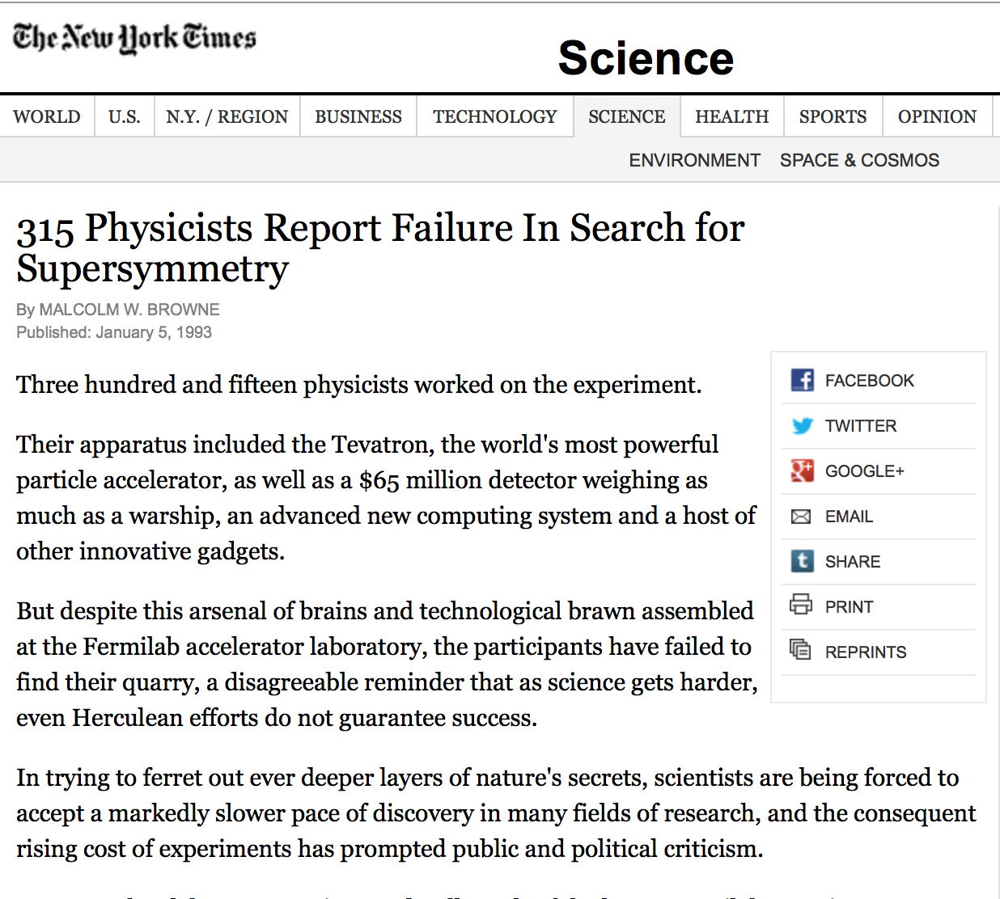 The New York Times
Science
WORLD U.S. N.Y. / REGION BUSINESS TECHNOLOGY SCIENCE HEALTH SPORTS OPINION
ENVIRONMENT SPACE & COSMOS
315 Physicists Report Failure In Search for
Supersymmetry
By MALCOLM W. BROWNE
Published: January 5, 1993
Three hundred and fifteen physicists worked on the experiment.
Their apparatus included the Tevatron, the world's most powerful
particle accelerator, as well as a $65 million detector weighing as
much as a warship, an advanced new computing system and a host of
other innovative gadgets.
But despite this arsenal of brains and technological brawn assembled
at the Fermilab accelerator laboratory, the participants have failed to
find their quarry, a disagreeable reminder that as science gets harder,
even Herculean efforts do not guarantee success.
FACEBOOK
TWITTER
GOOGLE+
EMAIL
SHARE
PRINT
REPRINTS
In trying to ferret out ever deeper layers of nature's secrets, scientists are being forced to
accept a markedly slower pace of discovery in many fields of research, and the consequent
rising cost of experiments has prompted public and political criticism.